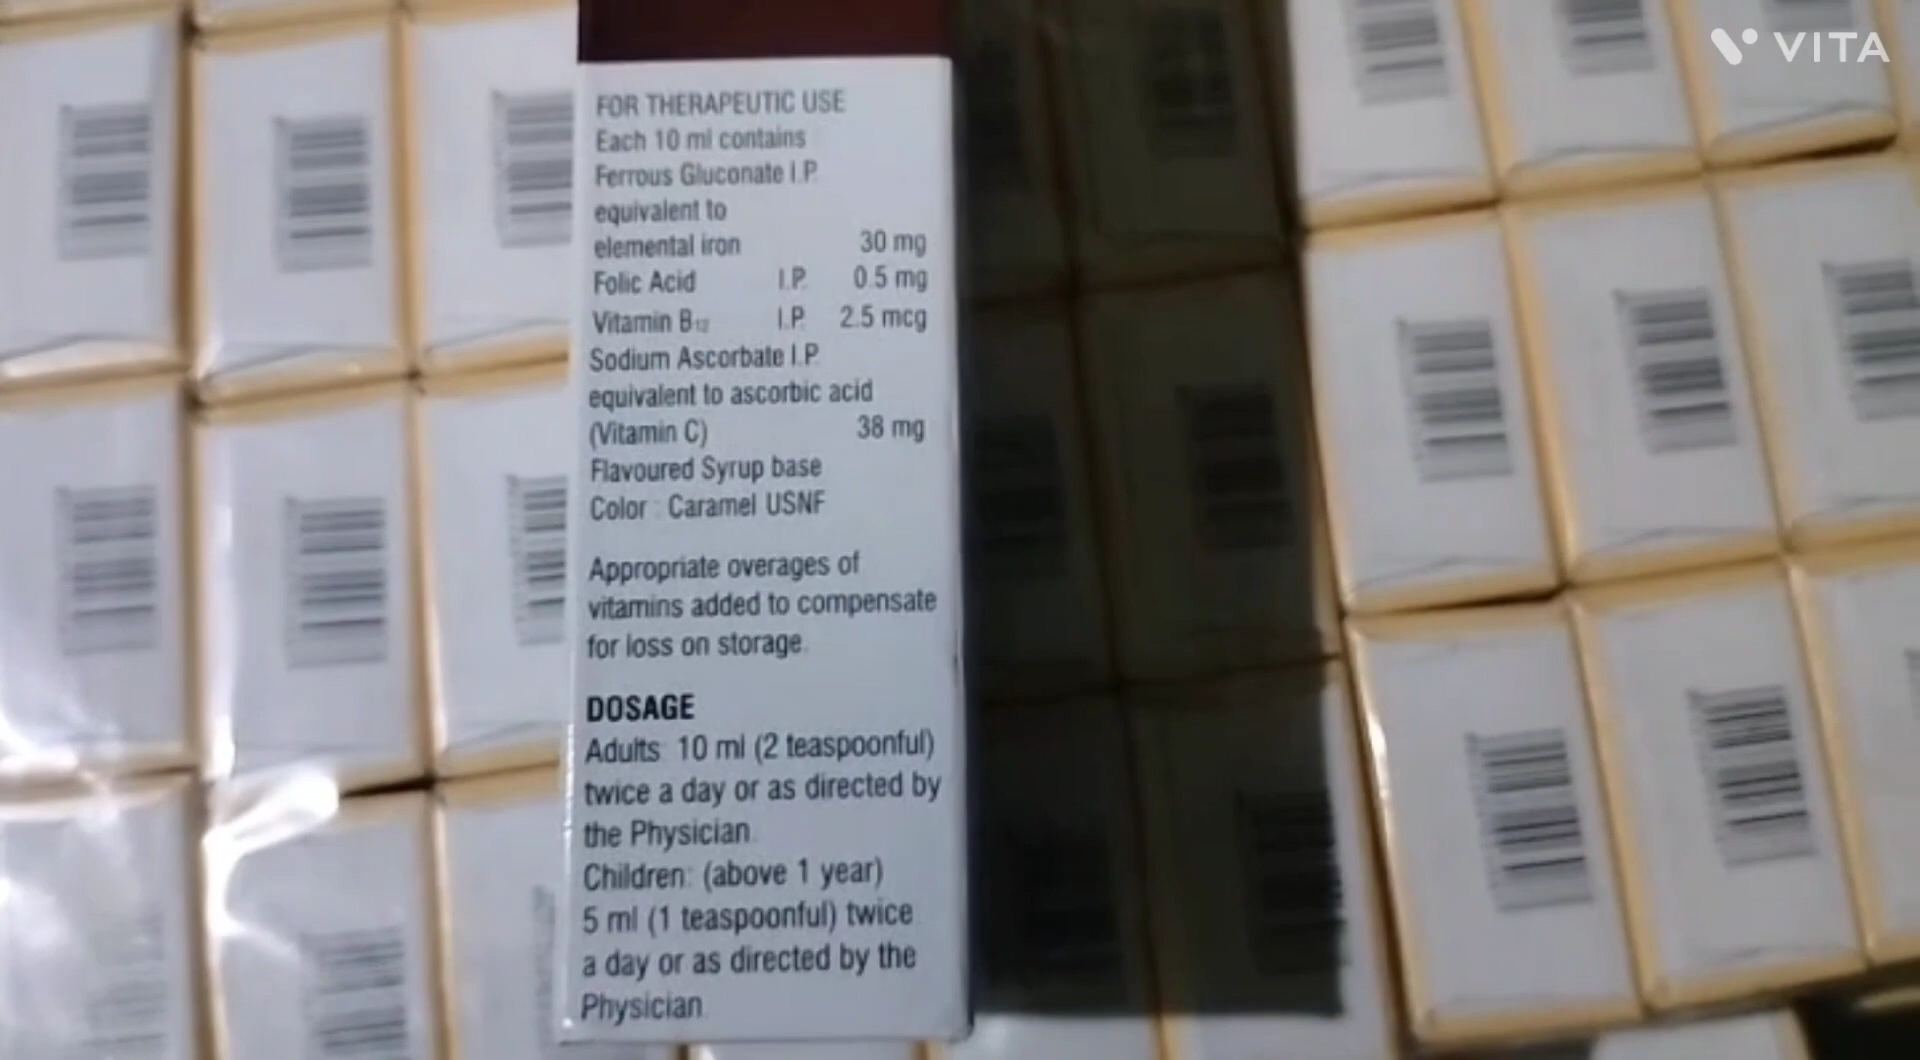 VITA
FOR THERAPEUTIC USE
Each 10 ml contains
Ferrous Gluconate I.P.
equivalent to
elemental iron 30 mg
Folic Acid I.P. 0.5 mg
Vitamin B12 I.P. 2.5 mcg
Sodium Ascorbate I.P.
equivalent to ascorbic acid
(Vitamin C) 38 mg
Flavoured Syrup base
Color : Caramel USNF
Appropriate overages of
vitamins added to compensate
for loss on storage.
DOSAGE
Adults: 10 ml (2 teaspoonful)
twice a day or as directed by
the Physician.
Children: (above 1 year)
5 ml (1 teaspoonful) twice
a day or as directed by the
Physician.